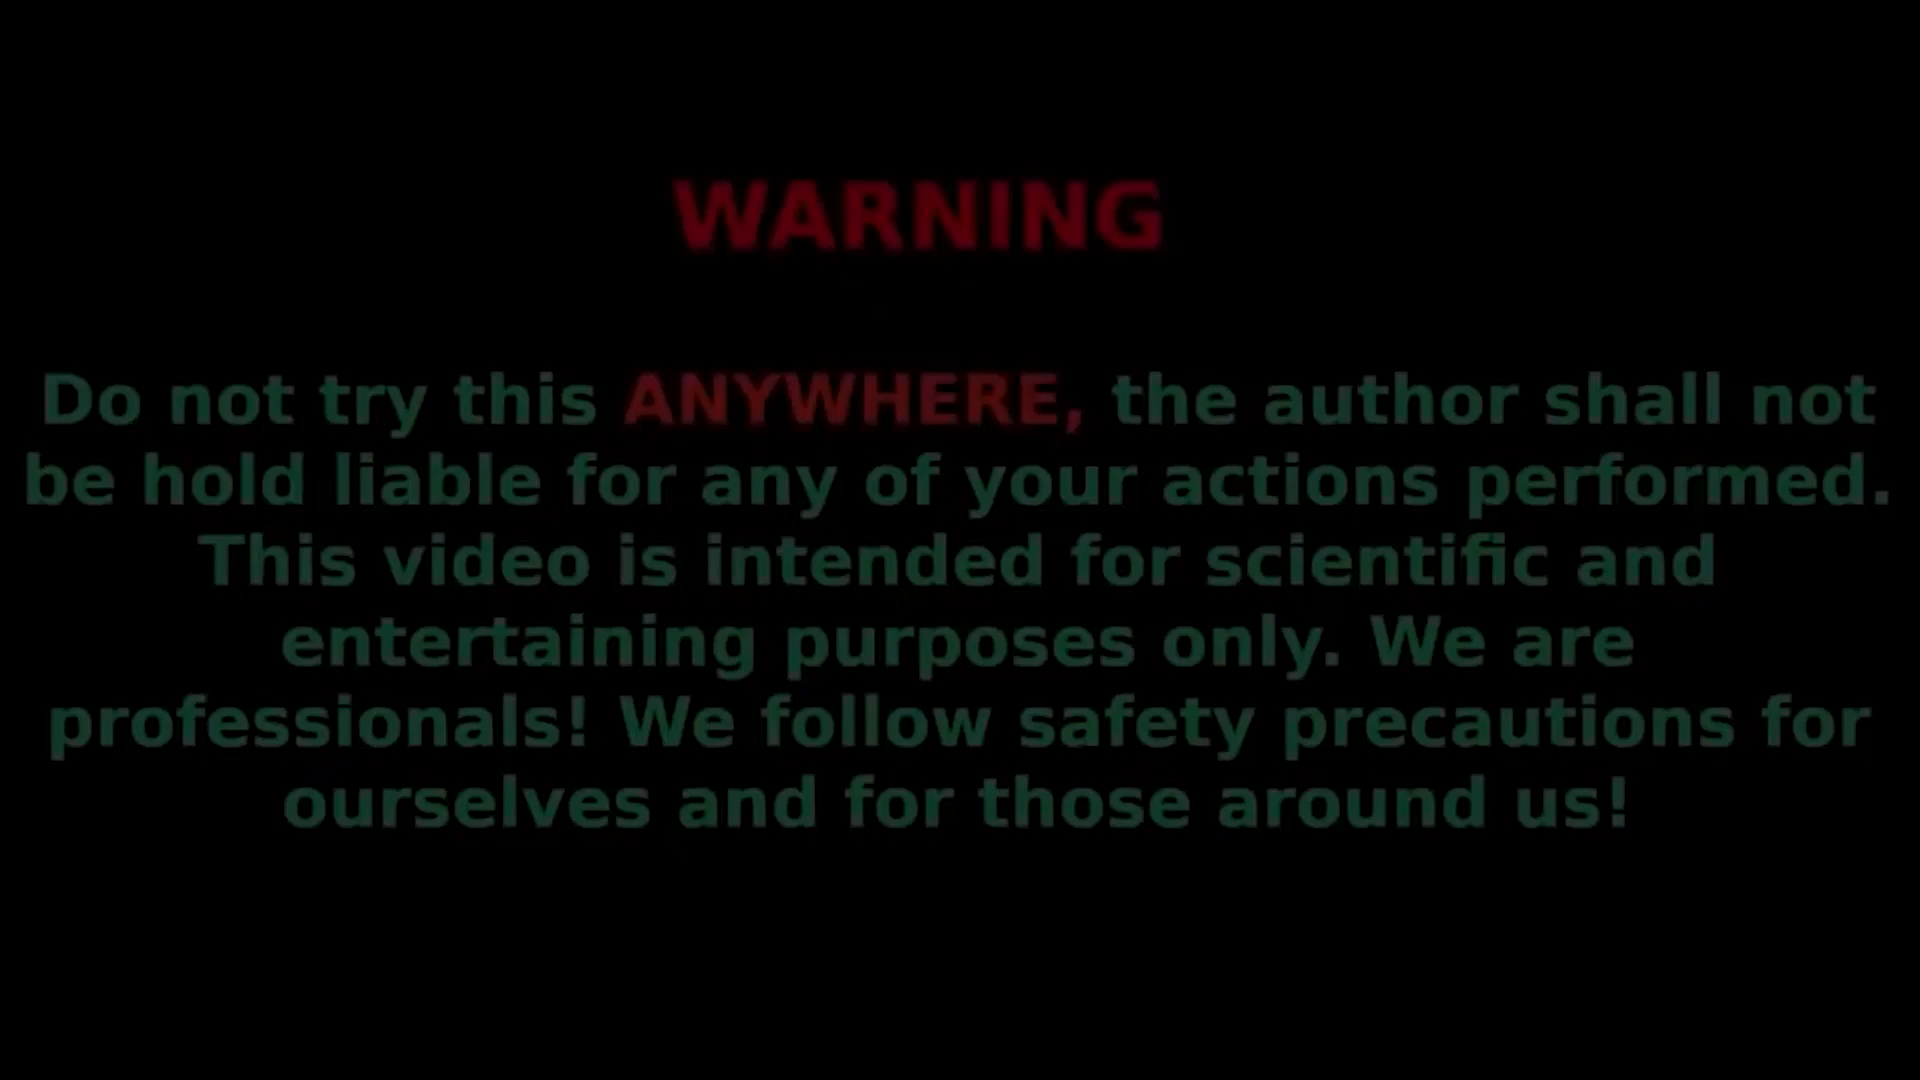 WARNING
Do not try this ANYWHERE, the author shall not
be hold liable for any of your actions performed.
This video is intended for scientific and
entertaining purposes only. We are
professionals! We follow safety precautions for
ourselves and for those around us!